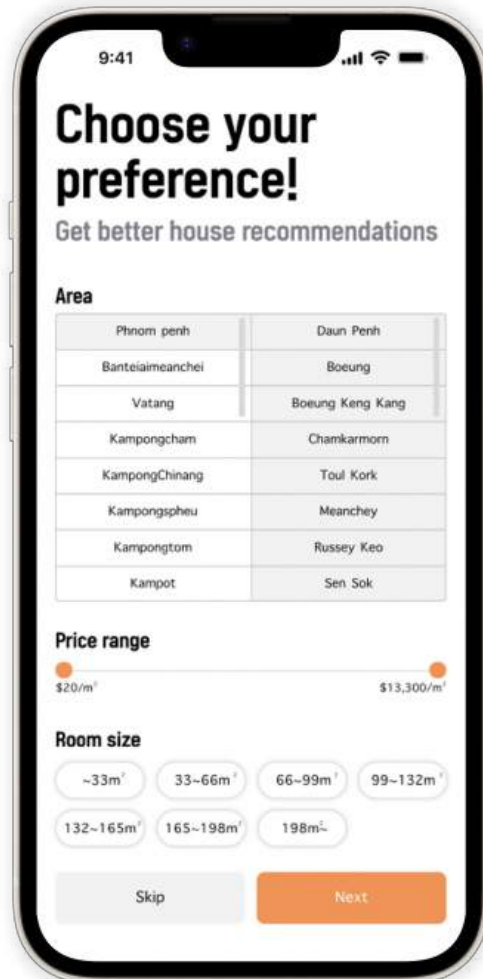 9:41
Choose your
preference!
Get better house recommendations
Area
Phnom penh Daun Penh
Banteiaimeanchei Boeung
Vatang Boeung Keng Kang
Kampongcham Chamkarmorn
KampongChinang Toul Kork
Kampongspheu Meanchey
Kampongtom Russey Keo
Kampot Sen Sok
Price range
$20/m² $13,300/m²
Room size
~33m² 33~66m² 66~99m² 99~132m²
132~165m² 165~198m² 198m²~
Skip Next